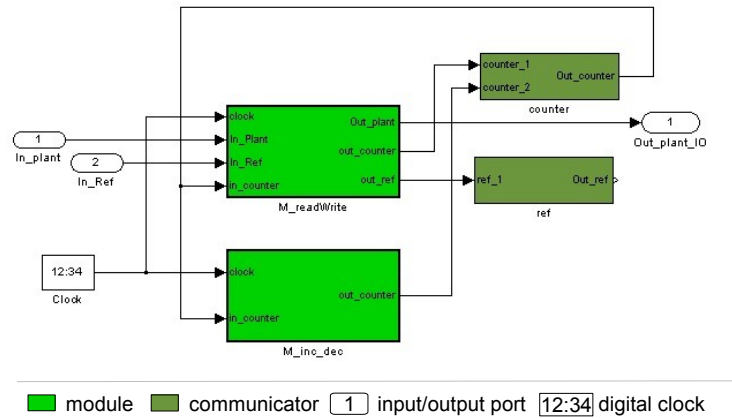 counter_1
Out_counter
counter_2
counter
clock
Out_plant
1
1
In_Plant
In_plant
Out_plant_IO
out_counter
2
In_Ref
In_Ref
in_counter
out_ref
ref_1
Out_ref
M_readWrite
ref
12:34
clock
Clock
out_counter
in_counter
M_inc_dec
module communicator 1 input/output port 12:34 digital clock